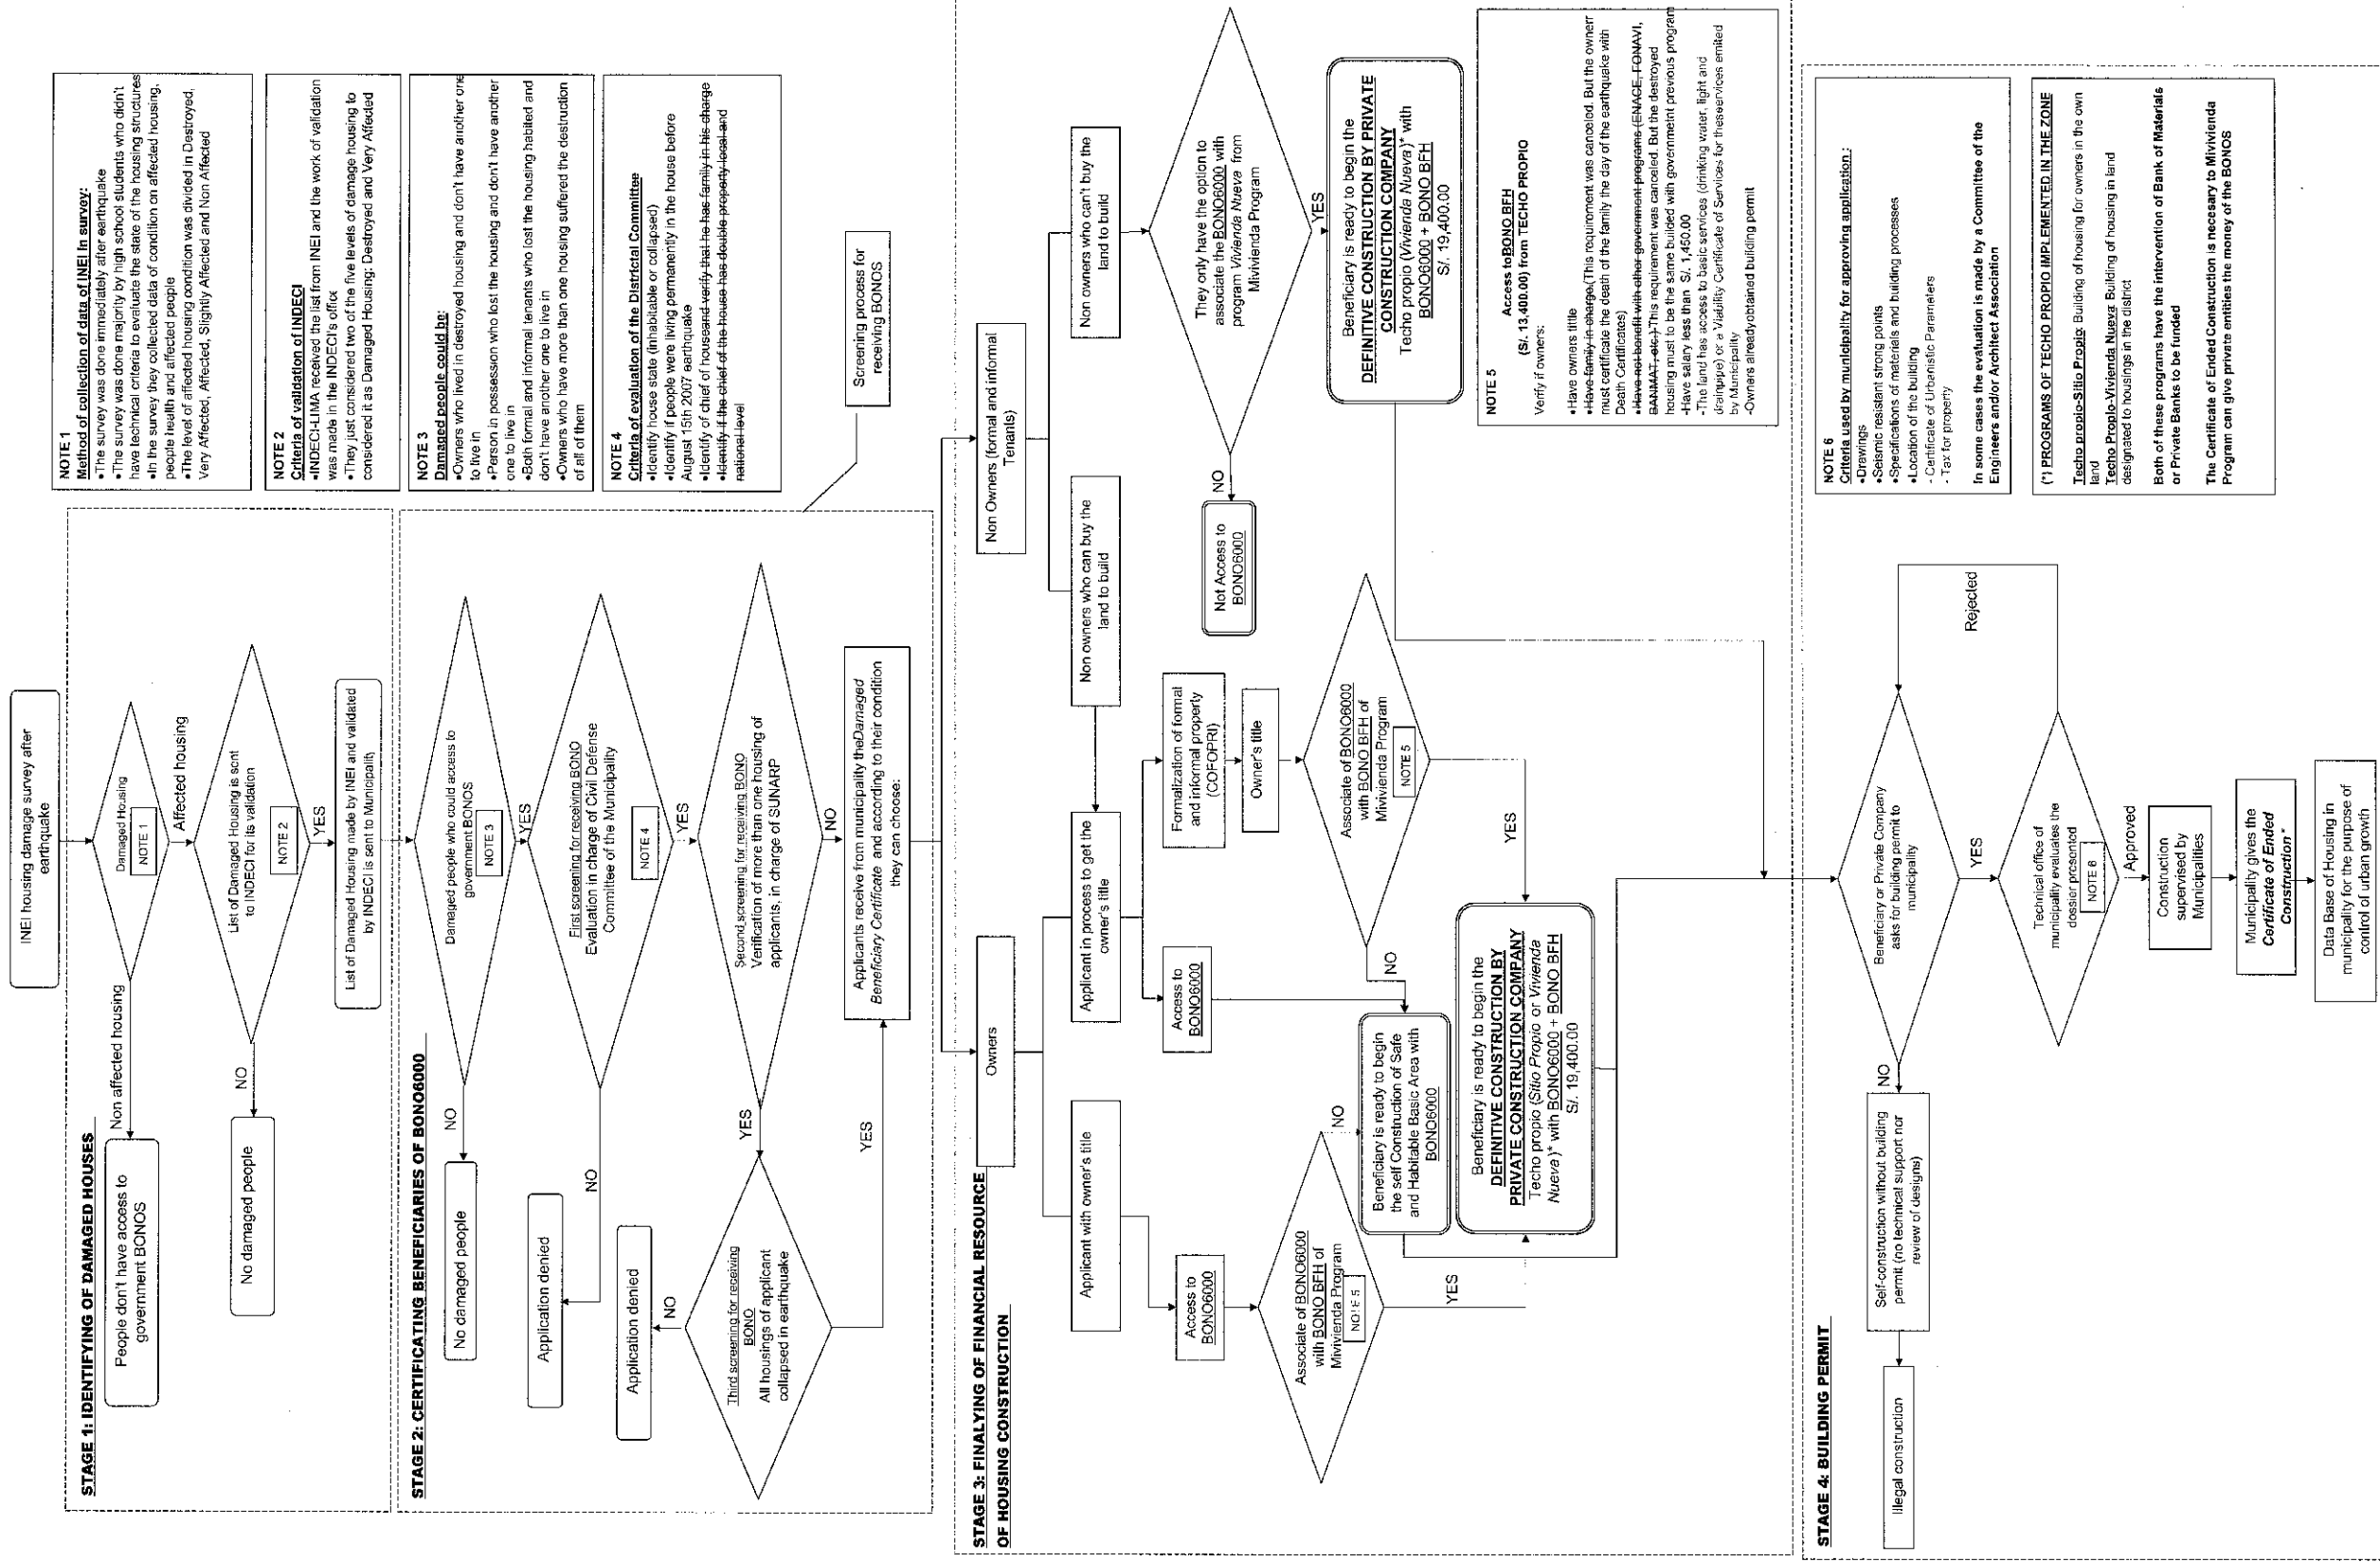 INEI housing damage survey after
earthquake
STAGE 1: IDENTIFYING OF DAMAGED HOUSES
Damaged Housing
NOTE 1
Non affected housing
Affected housing
People don't have access to
government BONOS
List of Damaged Housing is sent
to INDECI for its validation
NOTE 2
NO
YES
No damaged people
List of Damaged Housing made by INEI and validated
by INDECI is sent to Municipality
NOTE 1
Method of collection of data of INEI in survey:
•The survey was done immediately after earthquake
•The survey was done majority by high school students who didn't
have technical criteria to evaluate the state of the housing structures
•In the survey they collected data of condition on affected housing,
people health and affected people
•The level of affected housing condition was divided in Destroyed,
Very Affected, Affected, Slightly Affected and Non Affected
NOTE 2
Criteria of validation of INDECI
•INDECI-LIMA received the list from INEI and the work of validation
was made in the INDECI's office
•They just considered two of the five levels of damage housing to
considered it as Damaged Housing: Destroyed and Very Affected
NOTE 3
Damaged people could be:
•Owners who lived in destroyed housing and don't have another one
to live in
•Person in possession who lost the housing and don't have another
one to live in
•Both formal and informal tenants who lost the housing habited and
don't have another one to live in
•Owners who have more than one housing suffered the destruction
of all of them
NOTE 4
Criteria of evaluation of the Districtal Committee
•Identify house state (inhabitable or collapsed)
•Identify if people were living permanently in the house before
August 15th 2007 earthquake
•Identify of chief of houseand verify that he has family in his charge
•Identify if the chief of the house has double property local and
national level
STAGE 2: CERTIFICATING BENEFICIARIES OF BONO6000
Damaged people who could access to
government BONOS
NOTE 3
NO
YES
No damaged people
First screening for receiving BONO
Evaluation in charge of Civil Defense
Committee of the Municipality
NOTE 4
NO
YES
Application denied
Second screening for receiving BONO
Verification of more than one housing of
applicants, in charge of SUNARP
YES
NO
Application denied
NO
Third screening for receiving
BONO
All housings of applicant
collapsed in earthquake
YES
Applicants receive from municipality theDamaged
Beneficiary Certificate and according to their condition
they can choose:
Screening process for
receiving BONOS
STAGE 3: FINALYING OF FINANCIAL RESOURCE
OF HOUSING CONSTRUCTION
Owners
Non Owners (formal and informal
Tenants)
Applicant with owner's title
Applicant in process to get the
owner's title
Non owners who can buy the
land to build
Non owners who can't buy the
land to build
Access to
BONO6000
Access to
BONO6000
Formalization of formal
and informal property
(COFOPRI)
Owner's title
Associate of BONO6000
with BONO BFH of
Mivivienda Program
NOTE 5
NO
YES
Associate of BONO6000
with BONO BFH of
Mivivienda Program
NOTE 5
NO
YES
Beneficiary is ready to begin
the self Construction of Safe
and Habitable Basic Area with
BONO6000
Beneficiary is ready to begin the
DEFINITIVE CONSTRUCTION BY
PRIVATE CONSTRUCTION COMPANY
Techo propio (Sitio Propio or Vivienda
Nueva)* with BONO6000 + BONO BFH
S/. 19,400.00
They only have the option to
associate the BONO6000 with
program Vivienda Nueva from
Mivivienda Program
NO
YES
Not Access to
BONO6000
Beneficiary is ready to begin the
DEFINITIVE CONSTRUCTION BY PRIVATE
CONSTRUCTION COMPANY
Techo propio (Vivienda Nueva)* with
BONO6000 + BONO BFH
S/. 19,400.00
NOTE 5
Access toBONO BFH
(S/. 13,400.00) from TECHO PROPIO
Verify if owners:
•Have owners tittle
•Have family in charge.(This requirement was canceled. But the owner
must certificate the death of the family the day of the earthquake with
Death Certificates)
•Have not benefit with other government programs (ENACE, FONAVI,
BANMAT, etc.) This requirement was canceled. But the destroyed
housing must to be the same builded with governmetnt previous program
-Have salary less than S/. 1,450.00
-The land has access to basic services (drinking water, light and
drainpipe) or a Viability Certificate of Services for theseservices emited
by Municipality
-Owners alreadyobtained building permit
STAGE 4: BUILDING PERMIT
Beneficiary or Private Company
asks for building permit to
municipality
NO
YES
Rejected
Self-construction without building
permit (no technical support nor
review of designs)
Illegal construction
Technical office of
municipality evaluates the
dossier presented
NOTE 6
Approved
Construction
supervised by
Municipalities
Municipality gives the
Certificate of Ended
Construction"
Data Base of Housing in
municipality for the purpose of
control of urban growth
NOTE 6
Criteria used by municipality for approving application :
•Drawings
•Seismic resistant strong points
•Specifications of materials and building processes
•Location of the building
- Certificate of Urbanistic Parameters
- Tax for property
In some cases the evaluation is made by a Committee of the
Engineers and/or Architect Association
(*) PROGRAMS OF TECHO PROPIO IMPLEMENTED IN THE ZONE
Techo propio-Sitio Propio: Building of housing for owners in the own
land
Techo Propio-Vivienda Nueva: Building of housing in land
designated to housings in the district
Both of these programs have the intervention of Bank of Materials
or Private Banks to be funded
The Certificate of Ended Construction is necesary to Mivivienda
Program can give private entities the money of the BONOS